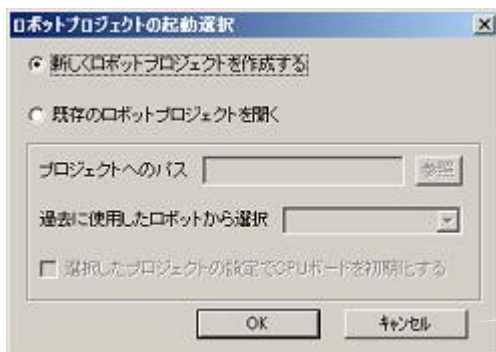 ロボットプロジェクトの起動選択
新しくロボットプロジェクトを作成する
既存のロボットプロジェクトを開く
プロジェクトへのパス
参照
過去に使用したロボットから選択
選択したプロジェクトの設定でCPUボードを初期化する
OK
キャンセル